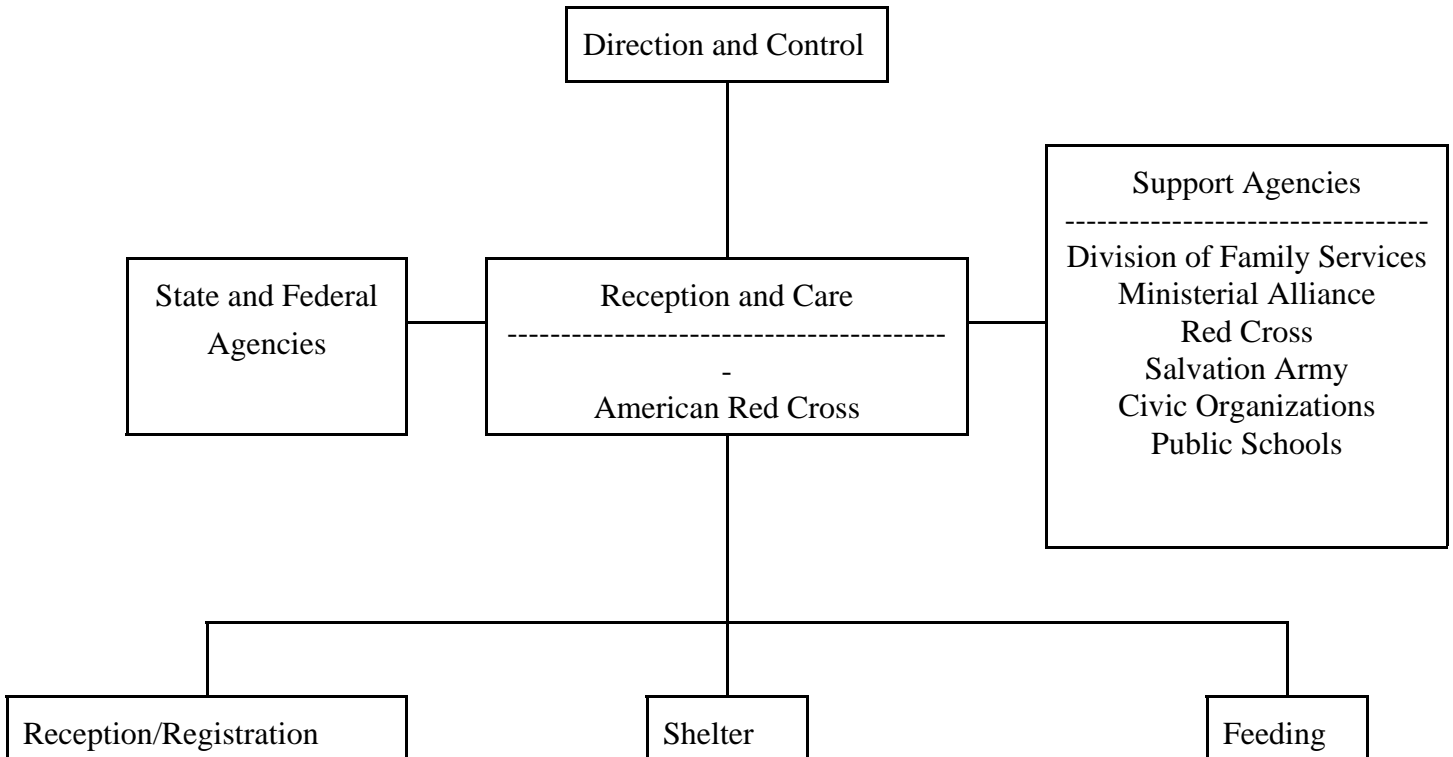 Direction and Control
Support Agencies
----------------------------------
Division of Family Services
Ministerial Alliance
Red Cross
Salvation Army
Civic Organizations
Public Schools
State and Federal
Agencies
Reception and Care
-----------------------------------------
-
American Red Cross
Reception/Registration
Shelter
Feeding